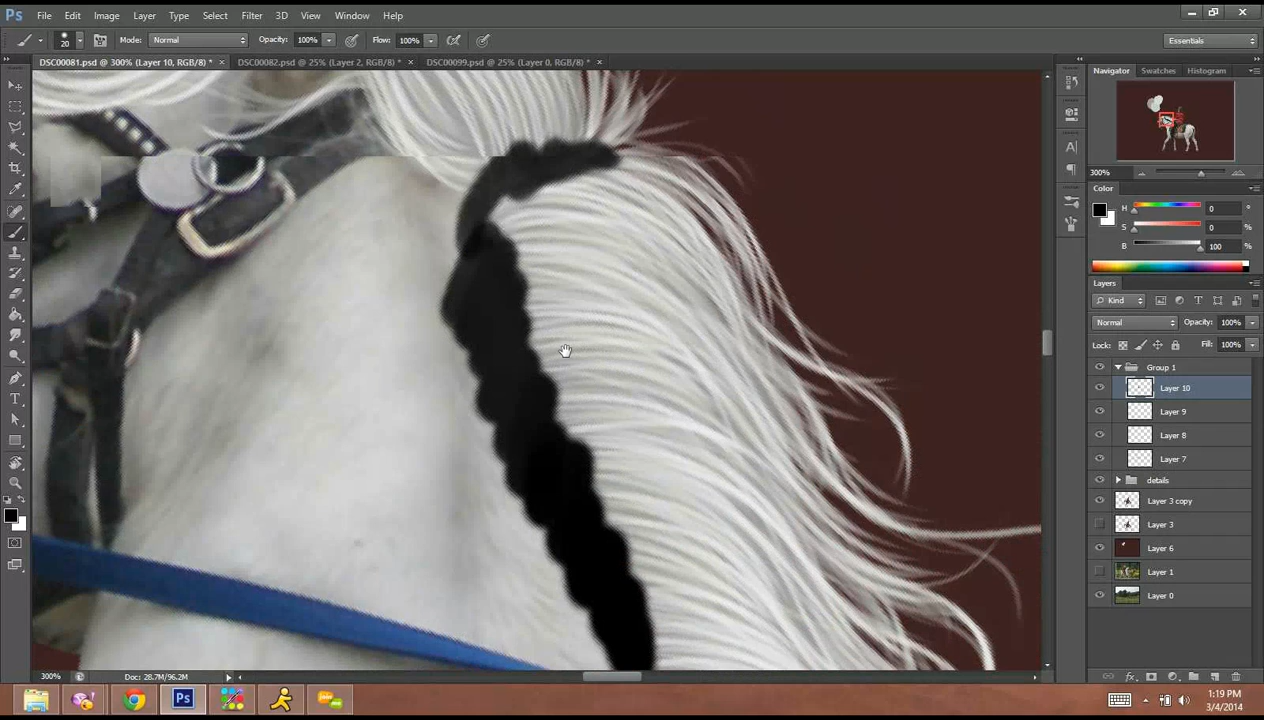 Ps File Edit Image Layer Type Select Filter 3D View Window Help
20 Mode: Normal Opacity: 100% Flow: 100% Essentials
DSC00081.psd @ 300% (Layer 10, RGB/8) * × DSC00082.psd @ 25% (Layer 2, RGB/8) * × DSC00099.psd @ 25% (Layer 0, RGB/8) * ×
Navigator Swatches Histogram
300%
Color
H 0 °
S 0 %
B 100 %
Layers
Kind
Normal Opacity: 100%
Lock: Fill: 100%
Group 1
Layer 10
Layer 9
Layer 8
Layer 7
details
Layer 3 copy
Layer 3
Layer 6
Layer 1
Layer 0
300% Doc: 28.7M/96.2M
Ps
1:19 PM
3/4/2014